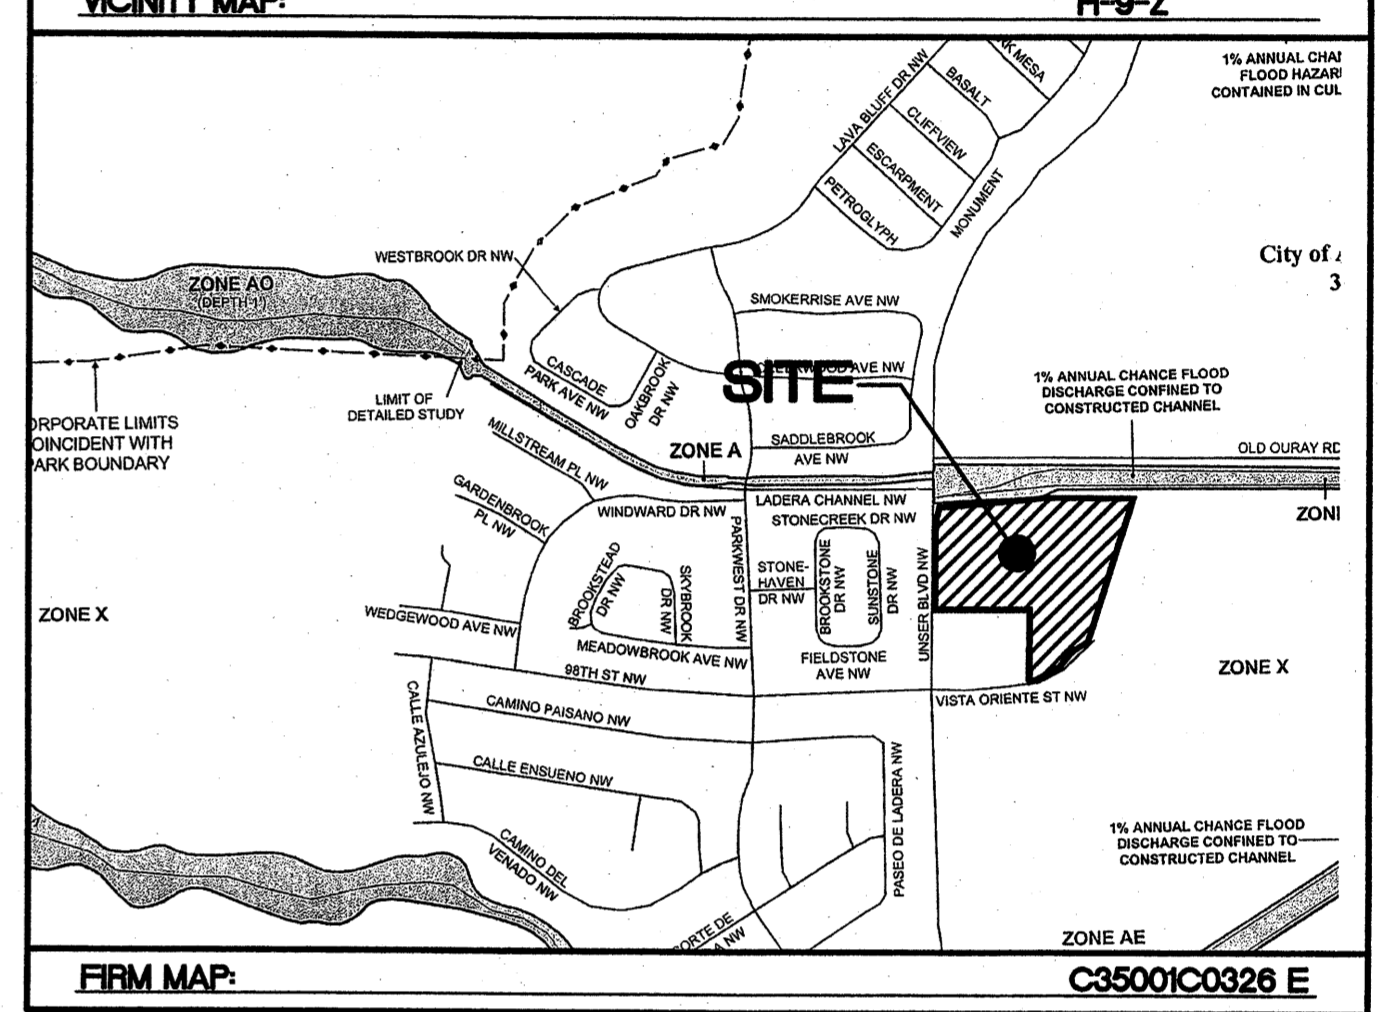 VICINITY MAP:
H-9-Z
1% ANNUAL CHAN
FLOOD HAZAR
CONTAINED IN CUL
RK MESA
BASALT
LAVA BLUFF DR NW
CLIFFVIEW
ESCARPMENT
PETROGLYPH
MONUMENT
City of
3
WESTBROOK DR NW
ZONE AO
(DEPTH 1')
SMOKERRISE AVE NW
AVE NW
SITE
CASCADE
PARK AVE NW
OAKBROOK
DR NW
1% ANNUAL CHANCE FLOOD
DISCHARGE CONFINED TO
CONSTRUCTED CHANNEL
LIMIT OF
DETAILED STUDY
ORPORATE LIMITS
OINCIDENT WITH
PARK BOUNDARY
MILLSTREAM PL NW
ZONE A
SADDLEBROOK
AVE NW
OLD OURAY RD
GARDENBROOK
PL NW
WINDWARD DR NW
LADERA CHANNEL NW
STONECREEK DR NW
ZONE
PARKWEST DR NW
BROOKSTEAD
DR NW
SKYBROOK
DR NW
STONE-
HAVEN
DR NW
BROOKSTONE
DR NW
SUNSTONE
DR NW
UNSER BLVD NW
ZONE X
WEDGEWOOD AVE NW
MEADOWBROOK AVE NW
FIELDSTONE
AVE NW
ZONE X
98TH ST NW
VISTA ORIENTE ST NW
CALLE AZULEJO NW
CAMINO PAISANO NW
CALLE ENSUENO NW
PASEO DE LADERA NW
CAMINO DEL
VENADO NW
1% ANNUAL CHANCE FLOOD
DISCHARGE CONFINED TO
CONSTRUCTED CHANNEL
CORTE DE
A NW
ZONE AE
FIRM MAP:
C35001C0326 E